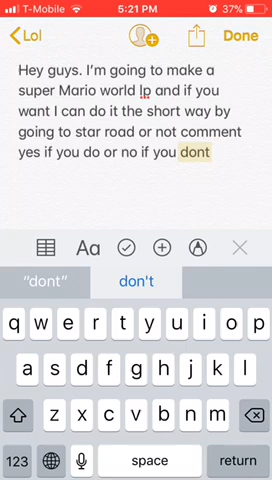 T-Mobile 5:21 PM 37%
Lol Done
Hey guys. I'm going to make a
super Mario world lp and if you
want I can do it the short way by
going to star road or not comment
yes if you do or no if you dont
Aa
"dont" don't
q w e r t y u i o p
a s d f g h j k l
z x c v b n m
123 space return